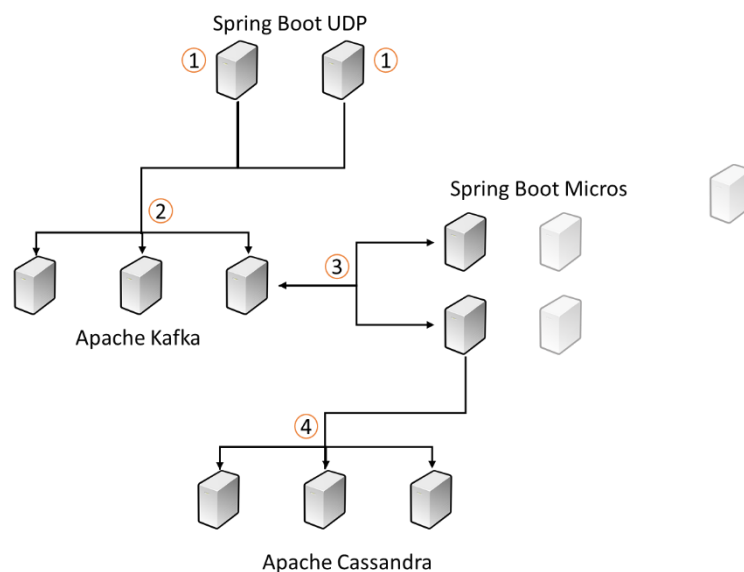 Spring Boot UDP
① ①
Spring Boot Micros
②
③
Apache Kafka
④
Apache Cassandra